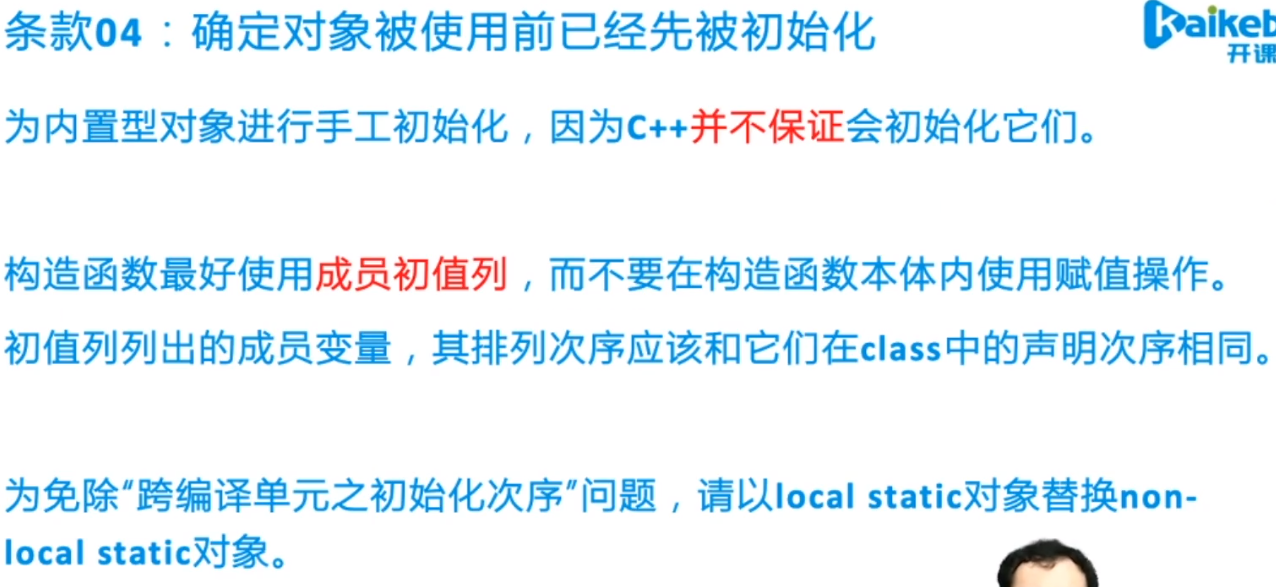 条款04：确定对象被使用前已经先被初始化
kaikeb
开课
为内置型对象进行手工初始化，因为C++并不保证会初始化它们。
构造函数最好使用成员初值列，而不要在构造函数本体内使用赋值操作。
初值列列出的成员变量，其排列次序应该和它们在class中的声明次序相同。
为免除“跨编译单元之初始化次序”问题，请以local static对象替换non-
local static对象。